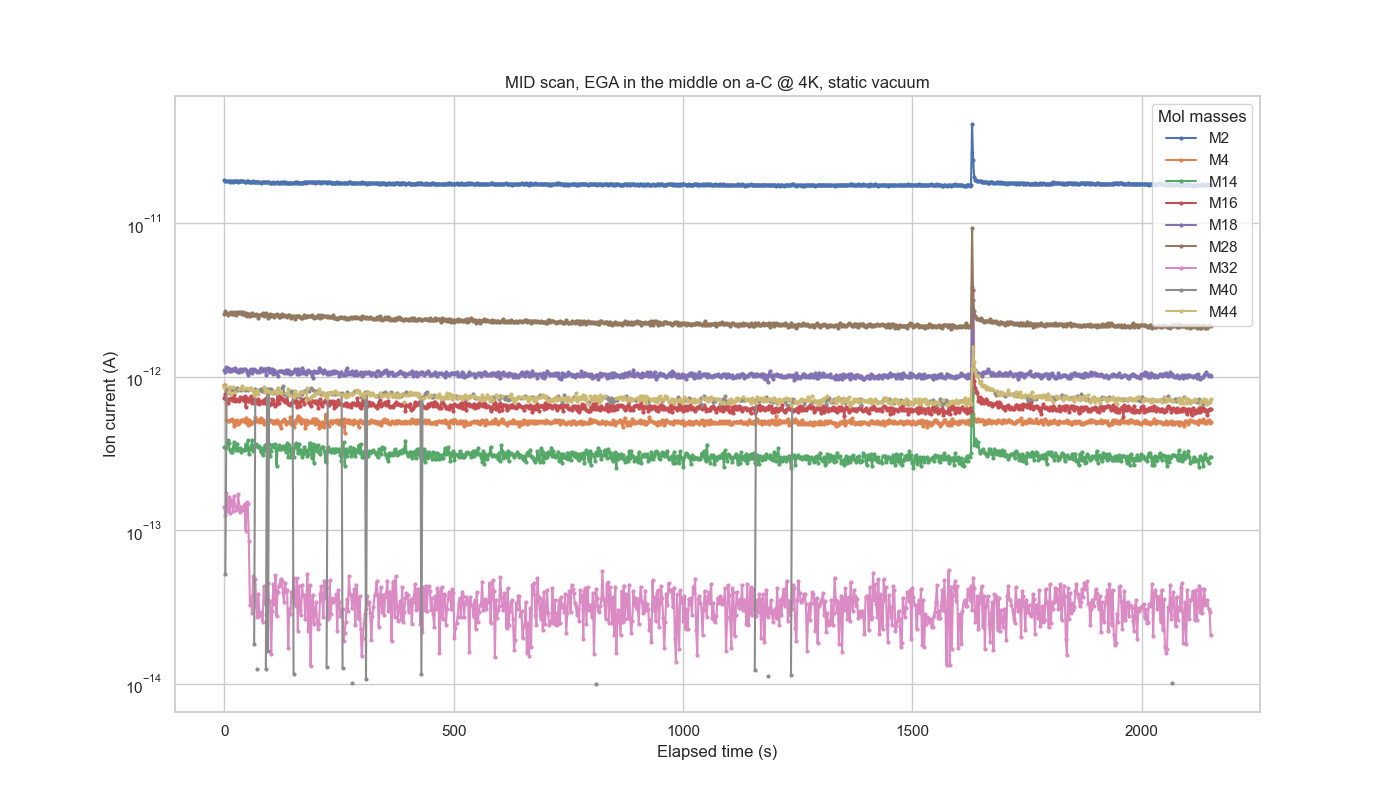 MID scan, EGA in the middle on a-C @ 4K, static vacuum
Mol masses
M2
M4
M14
M16
M18
M28
M32
M40
M44
Ion current (A)
10⁻¹¹
10⁻¹²
10⁻¹³
10⁻¹⁴
0 500 1000 1500 2000
Elapsed time (s)